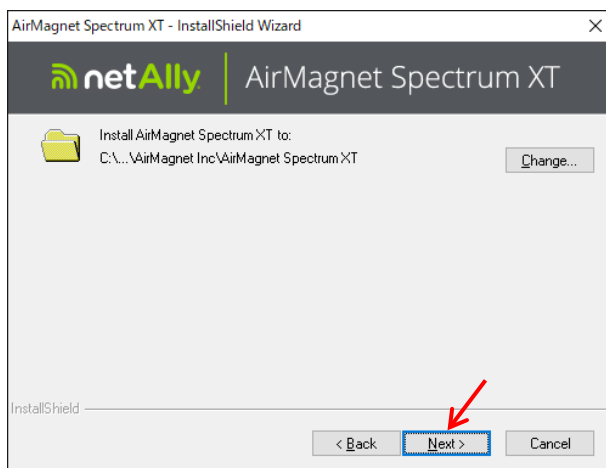 AirMagnet Spectrum XT - InstallShield Wizard
netAlly
AirMagnet Spectrum XT
Install AirMagnet Spectrum XT to:
C:\...\AirMagnet Inc\AirMagnet Spectrum XT
Change...
InstallShield
< Back
Next >
Cancel